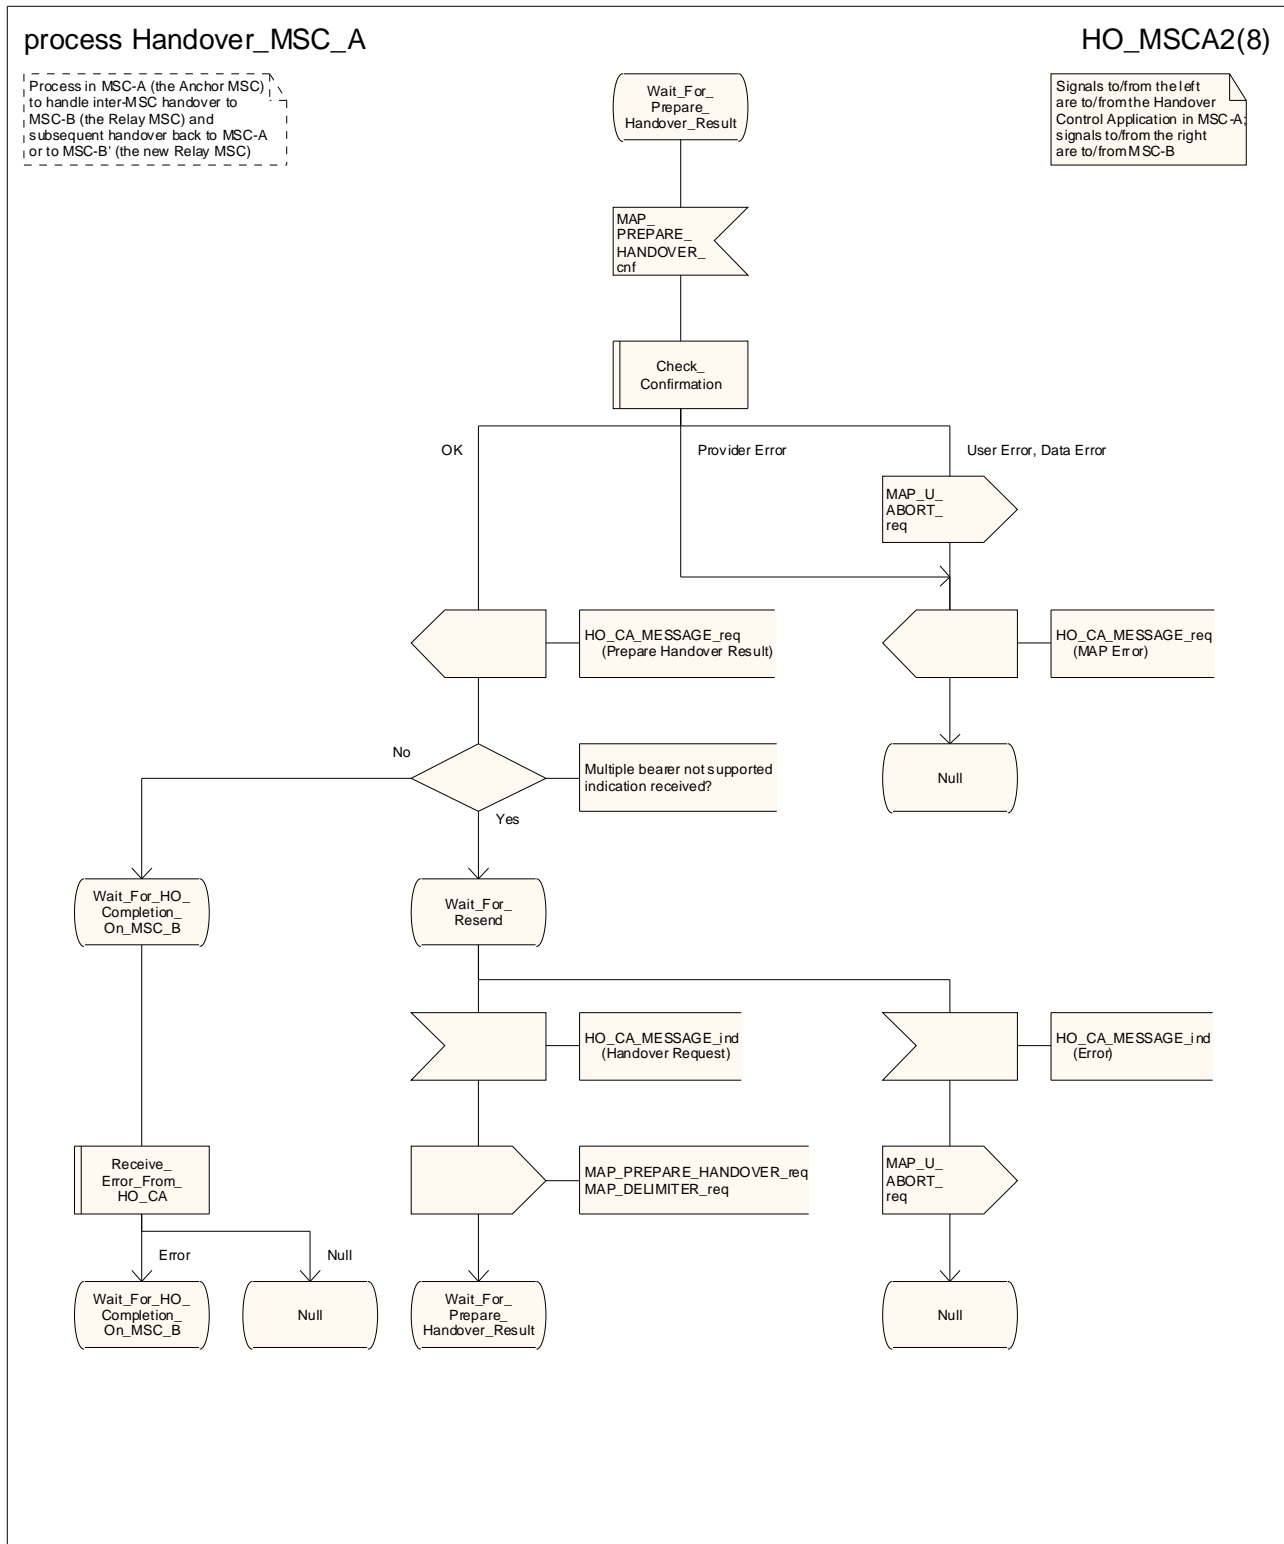 process Handover_MSC_A
HO_MSCA2(8)
Process in MSC-A (the Anchor MSC)
to handle inter-MSC handover to
MSC-B (the Relay MSC) and
subsequent handover back to MSC-A
or to MSC-B' (the new Relay MSC)
Wait_For_
Prepare_
Handover_Result
Signals to/from the left
are to/from the Handover
Control Application in MSC-A;
signals to/from the right
are to/from MSC-B
MAP_
PREPARE_
HANDOVER_
cnf
Check_
Confirmation
OK
Provider Error
User Error, Data Error
MAP_U_
ABORT_
req
HO_CA_MESSAGE_req
(Prepare Handover Result)
HO_CA_MESSAGE_req
(MAP Error)
No
Multiple bearer not supported
indication received?
Null
Yes
Wait_For_HO_
Completion_
On_MSC_B
Wait_For_
Resend
HO_CA_MESSAGE_ind
(Handover Request)
HO_CA_MESSAGE_ind
(Error)
Receive_
Error_From_
HO_CA
MAP_PREPARE_HANDOVER_req
MAP_DELIMITER_req
MAP_U_
ABORT_
req
Error
Null
Wait_For_HO_
Completion_
On_MSC_B
Null
Wait_For_
Prepare_
Handover_Result
Null